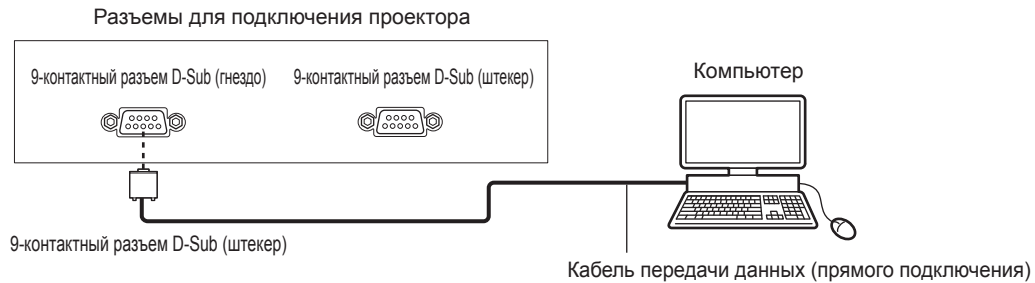 Разъемы для подключения проектора
9-контактный разъем D-Sub (гнездо)
9-контактный разъем D-Sub (штекер)
Компьютер
9-контактный разъем D-Sub (штекер)
Кабель передачи данных (прямого подключения)